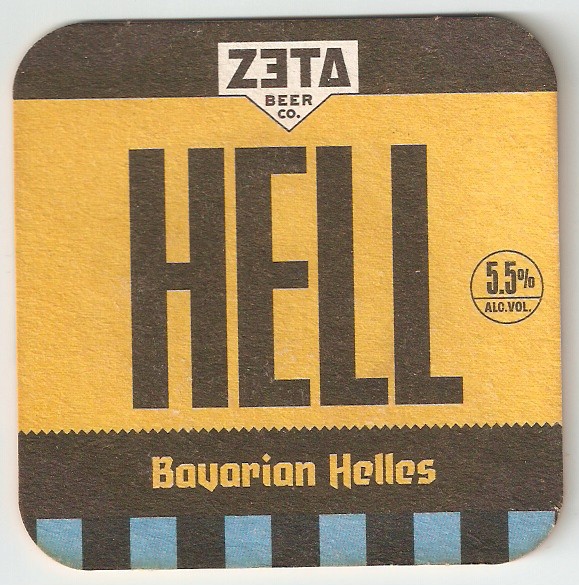 ZETA
BEER
CO.
HELL
5.5%
ALC.VOL.
Bavarian Helles